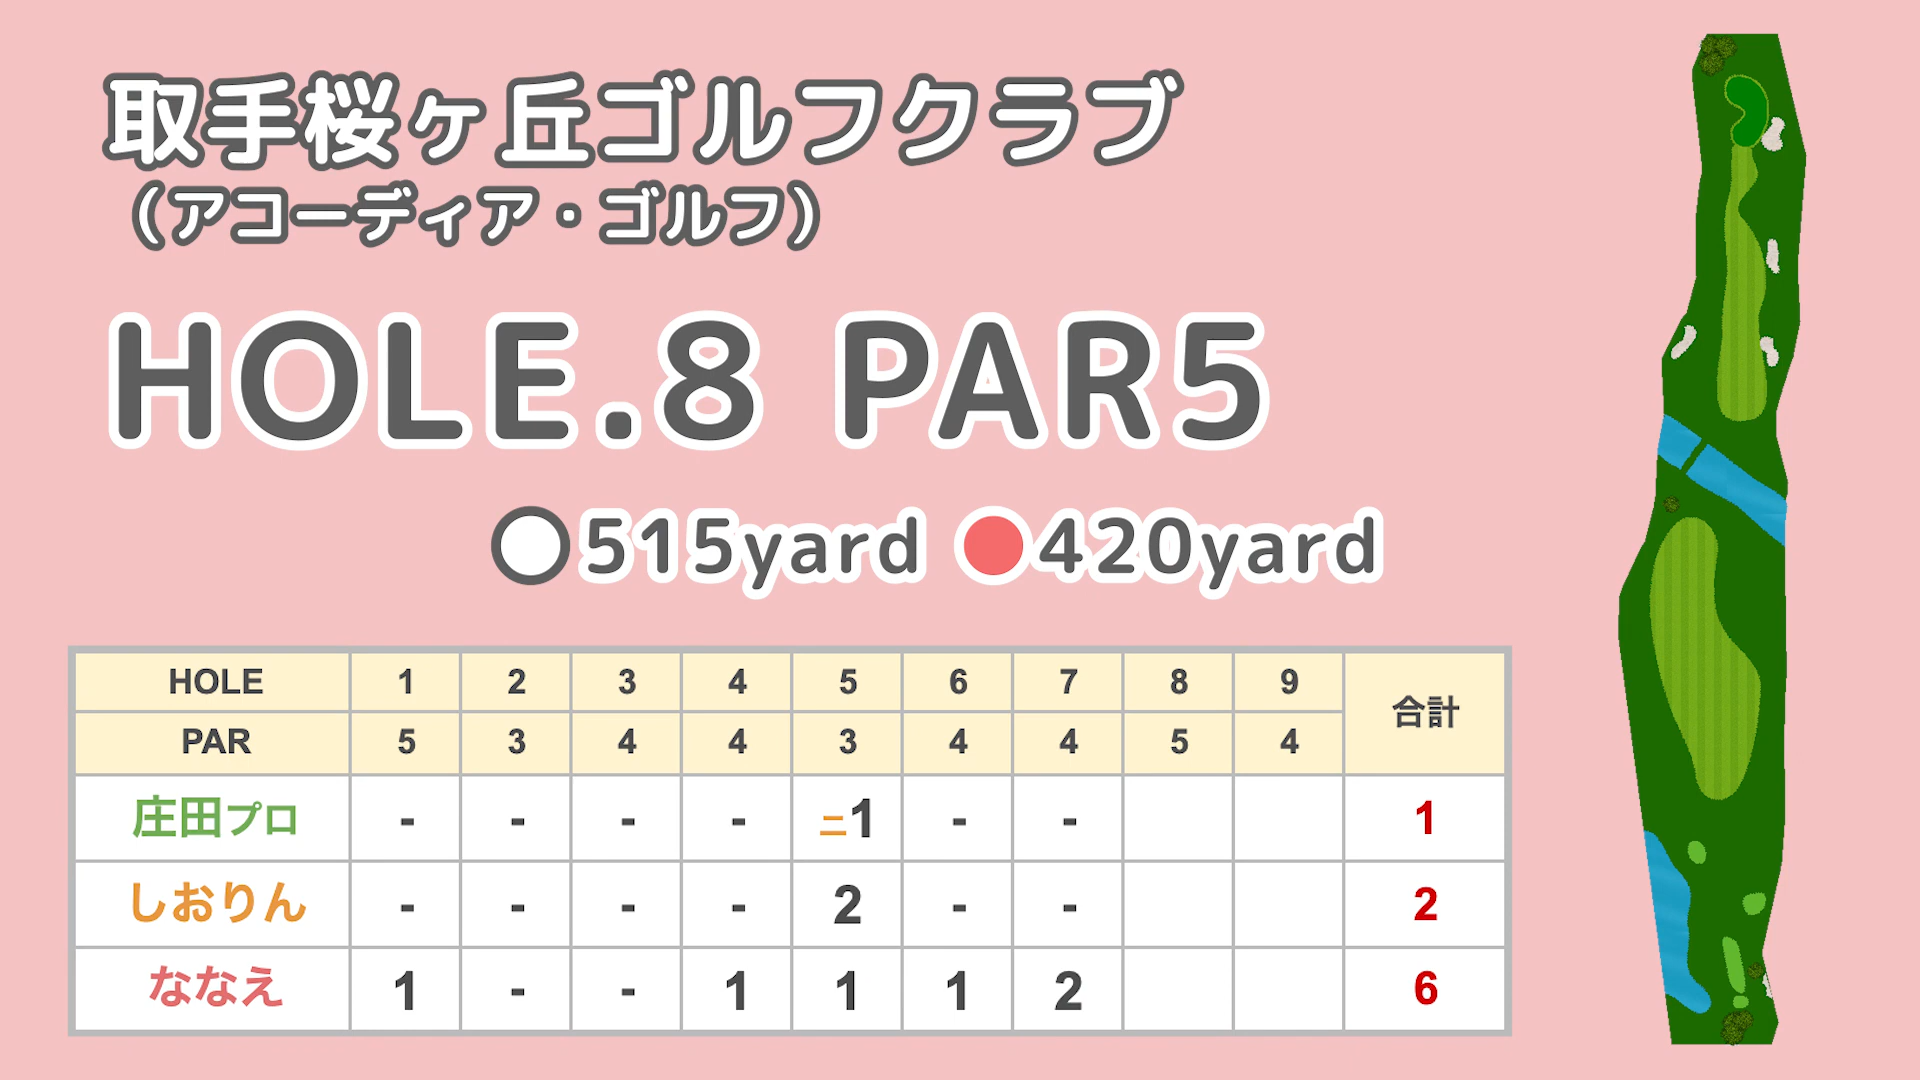 取手桜ヶ丘ゴルフクラブ
（アコーディア・ゴルフ）
HOLE.8 PAR5
515yard 420yard
HOLE 1 2 3 4 5 6 7 8 9 合計
PAR 5 3 4 4 3 4 4 5 4
庄田プロ - - - - ニ1 - - 1
しおりん - - - - 2 - - 2
ななえ 1 - - 1 1 1 2 6